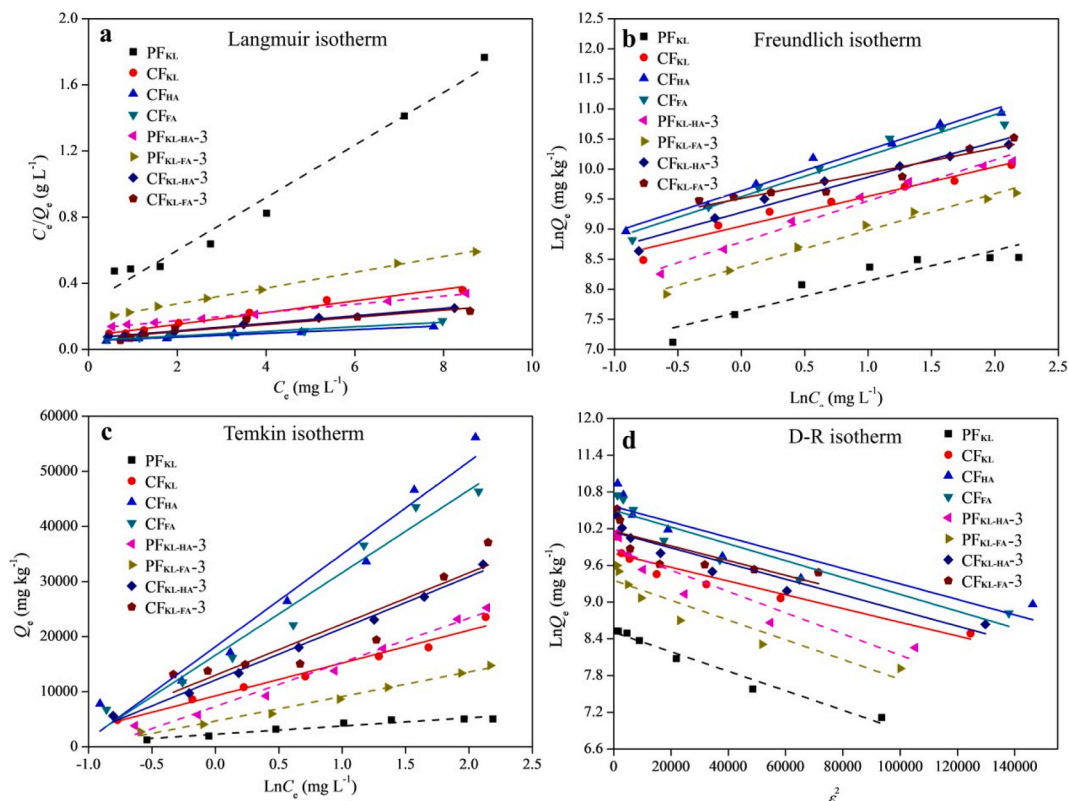 a
Langmuir isotherm
2.0
1.6
1.2
0.8
0.4
0.0
Ce/Qe (g L-1)
PFKL
CFKL
CFHA
CFFA
PFKL-HA-3
PFKL-FA-3
CFKL-HA-3
CFKL-FA-3
0 2 4 6 8 10
Ce (mg L-1)
b
Freundlich isotherm
12.0
11.5
11.0
10.5
10.0
9.5
9.0
8.5
8.0
7.5
7.0
LnQe (mg kg-1)
PFKL
CFKL
CFHA
CFFA
PFKL-HA-3
PFKL-FA-3
CFKL-HA-3
CFKL-FA-3
-1.0 -0.5 0.0 0.5 1.0 1.5 2.0 2.5
LnCe (mg L-1)
c
Temkin isotherm
60000
50000
40000
30000
20000
10000
0
Qe (mg kg-1)
PFKL
CFKL
CFHA
CFFA
PFKL-HA-3
PFKL-FA-3
CFKL-HA-3
CFKL-FA-3
-1.0 -0.5 0.0 0.5 1.0 1.5 2.0 2.5
LnCe (mg L-1)
d
D-R isotherm
12.0
11.4
10.8
10.2
9.6
9.0
8.4
7.8
7.2
6.6
LnQe (mg kg-1)
PFKL
CFKL
CFHA
CFFA
PFKL-HA-3
PFKL-FA-3
CFKL-HA-3
CFKL-FA-3
0 20000 40000 60000 80000 100000 120000 140000
ε2